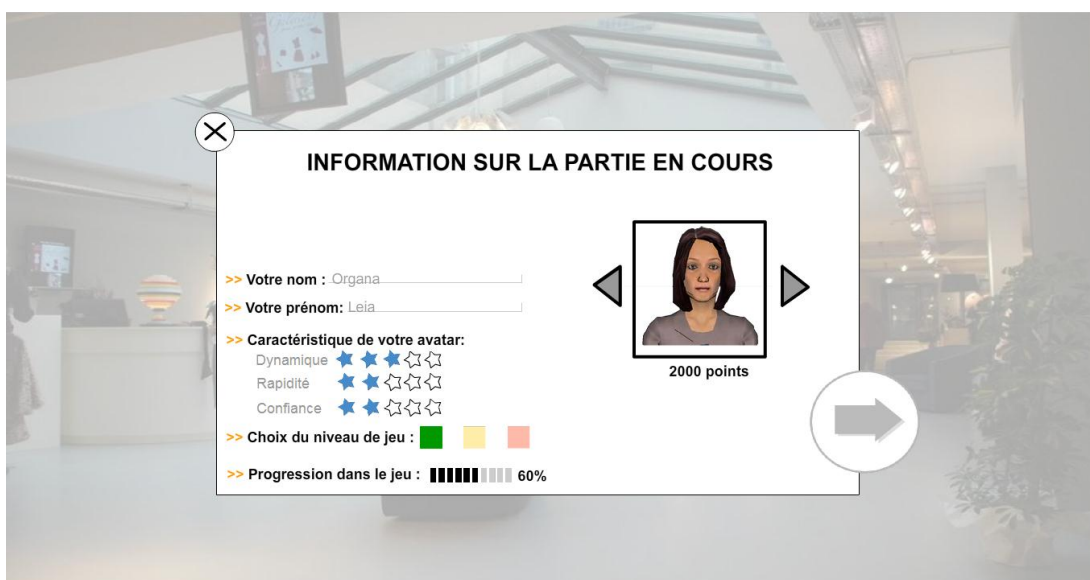 INFORMATION SUR LA PARTIE EN COURS
>> Votre nom : Organa
>> Votre prénom: Leia
>> Caractéristique de votre avatar:
Dynamique
Rapidité
Confiance
>> Choix du niveau de jeu :
>> Progression dans le jeu : 60%
2000 points